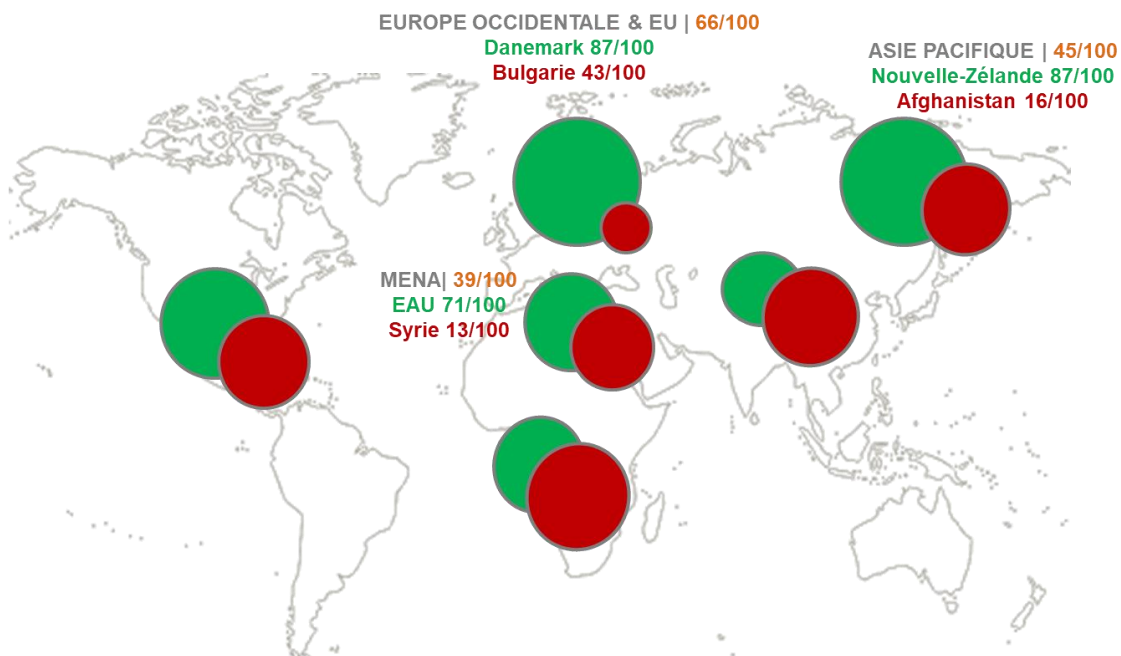 EUROPE OCCIDENTALE & EU | 66/100
Danemark 87/100
Bulgarie 43/100
ASIE PACIFIQUE | 45/100
Nouvelle-Zélande 87/100
Afghanistan 16/100
MENA| 39/100
EAU 71/100
Syrie 13/100